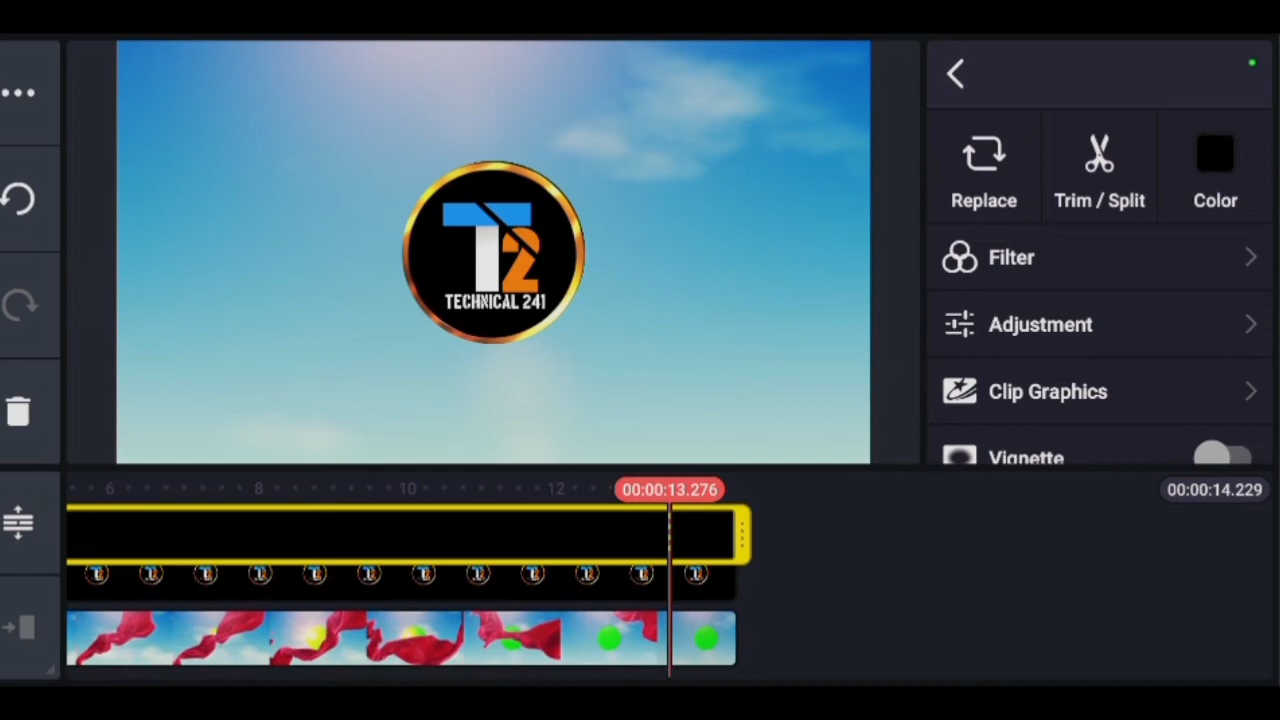 T2
TECHNICAL 241
Replace
Trim / Split
Color
Filter
Adjustment
Clip Graphics
Vignette
6
8
10
12
00:00:13.276
00:00:14.229